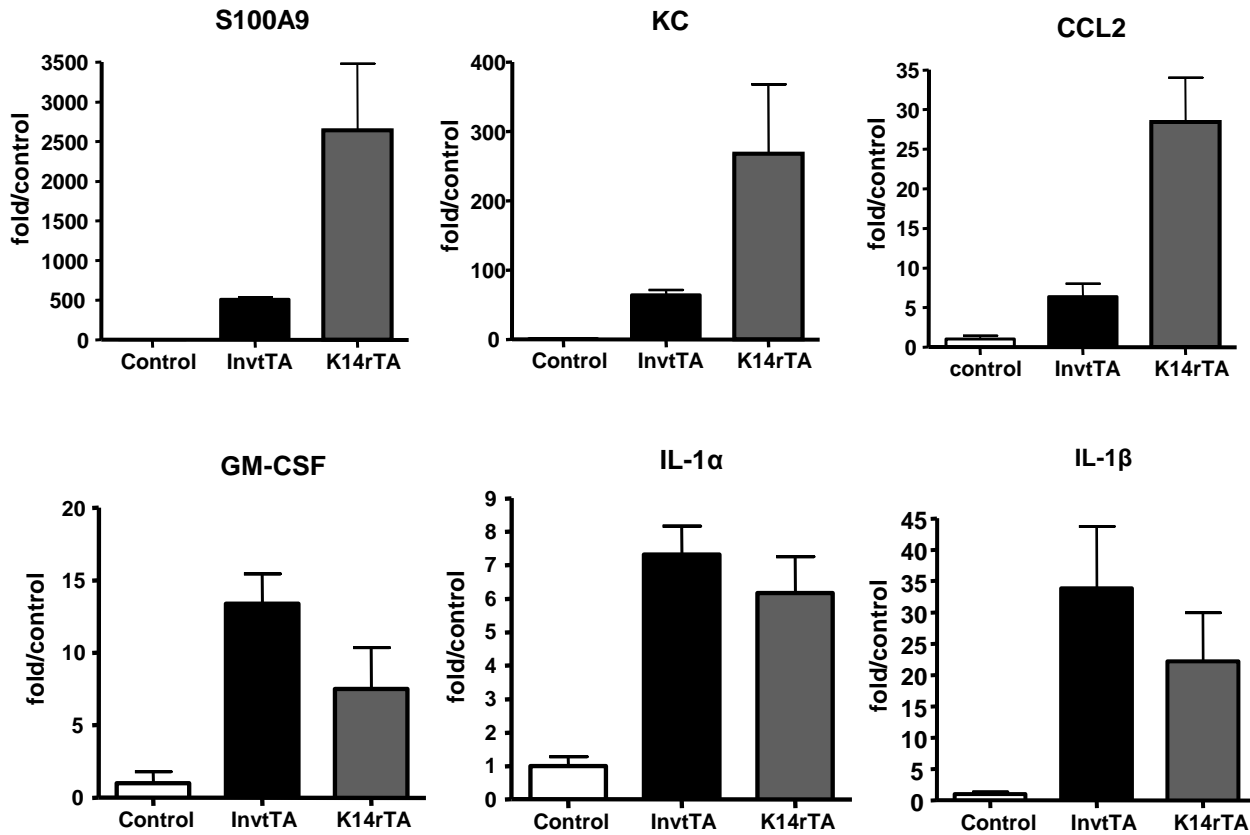 S100A9
fold/control
3500
3000
2500
2000
1500
1000
500
0
Control InvtTA K14rTA
KC
fold/control
400
300
200
100
0
Control InvtTA K14rTA
CCL2
fold/control
35
30
25
20
15
10
5
0
control InvtTA K14rTA
GM-CSF
fold/control
20
15
10
5
0
Control InvtTA K14rTA
IL-1α
fold/control
9
8
7
6
5
4
3
2
1
0
Control InvtTA K14rTA
IL-1β
fold/control
45
40
35
30
25
20
15
10
5
0
Control InvtTA K14rTA